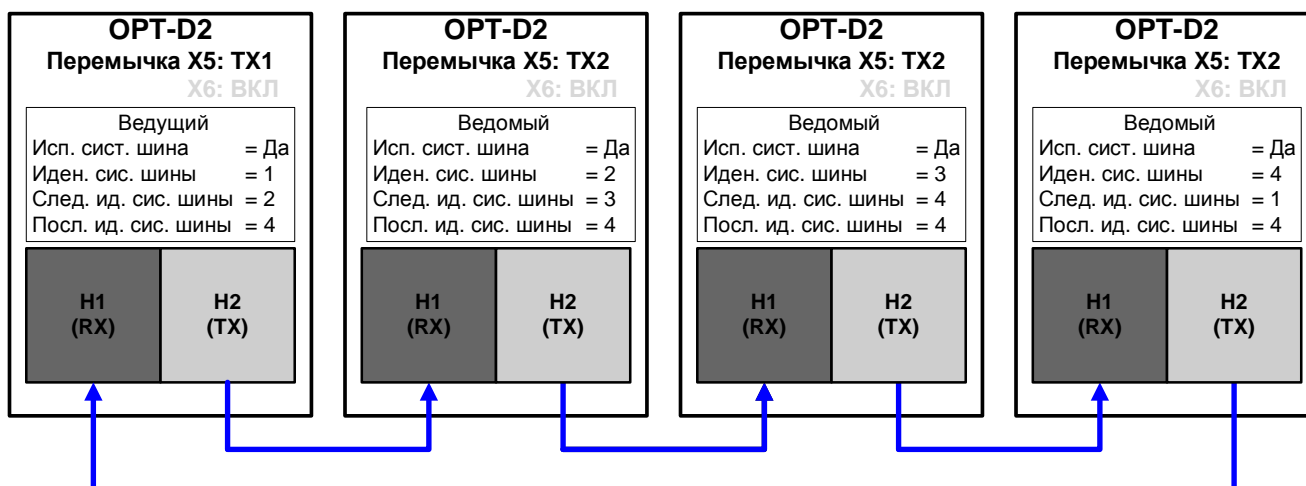 OPT-D2
Перемычка X5: TX1
X6: ВКЛ
Ведущий
Исп. сист. шина = Да
Иден. сис. шины = 1
След. ид. сис. шины = 2
Посл. ид. сис. шины = 4
H1
(RX)
H2
(TX)
OPT-D2
Перемычка X5: TX2
X6: ВКЛ
Ведомый
Исп. сист. шина = Да
Иден. сис. шины = 2
След. ид. сис. шины = 3
Посл. ид. сис. шины = 4
H1
(RX)
H2
(TX)
OPT-D2
Перемычка X5: TX2
X6: ВКЛ
Ведомый
Исп. сист. шина = Да
Иден. сис. шины = 3
След. ид. сис. шины = 4
Посл. ид. сис. шины = 4
H1
(RX)
H2
(TX)
OPT-D2
Перемычка X5: TX2
X6: ВКЛ
Ведомый
Исп. сист. шина = Да
Иден. сис. шины = 4
След. ид. сис. шины = 1
Посл. ид. сис. шины = 4
H1
(RX)
H2
(TX)